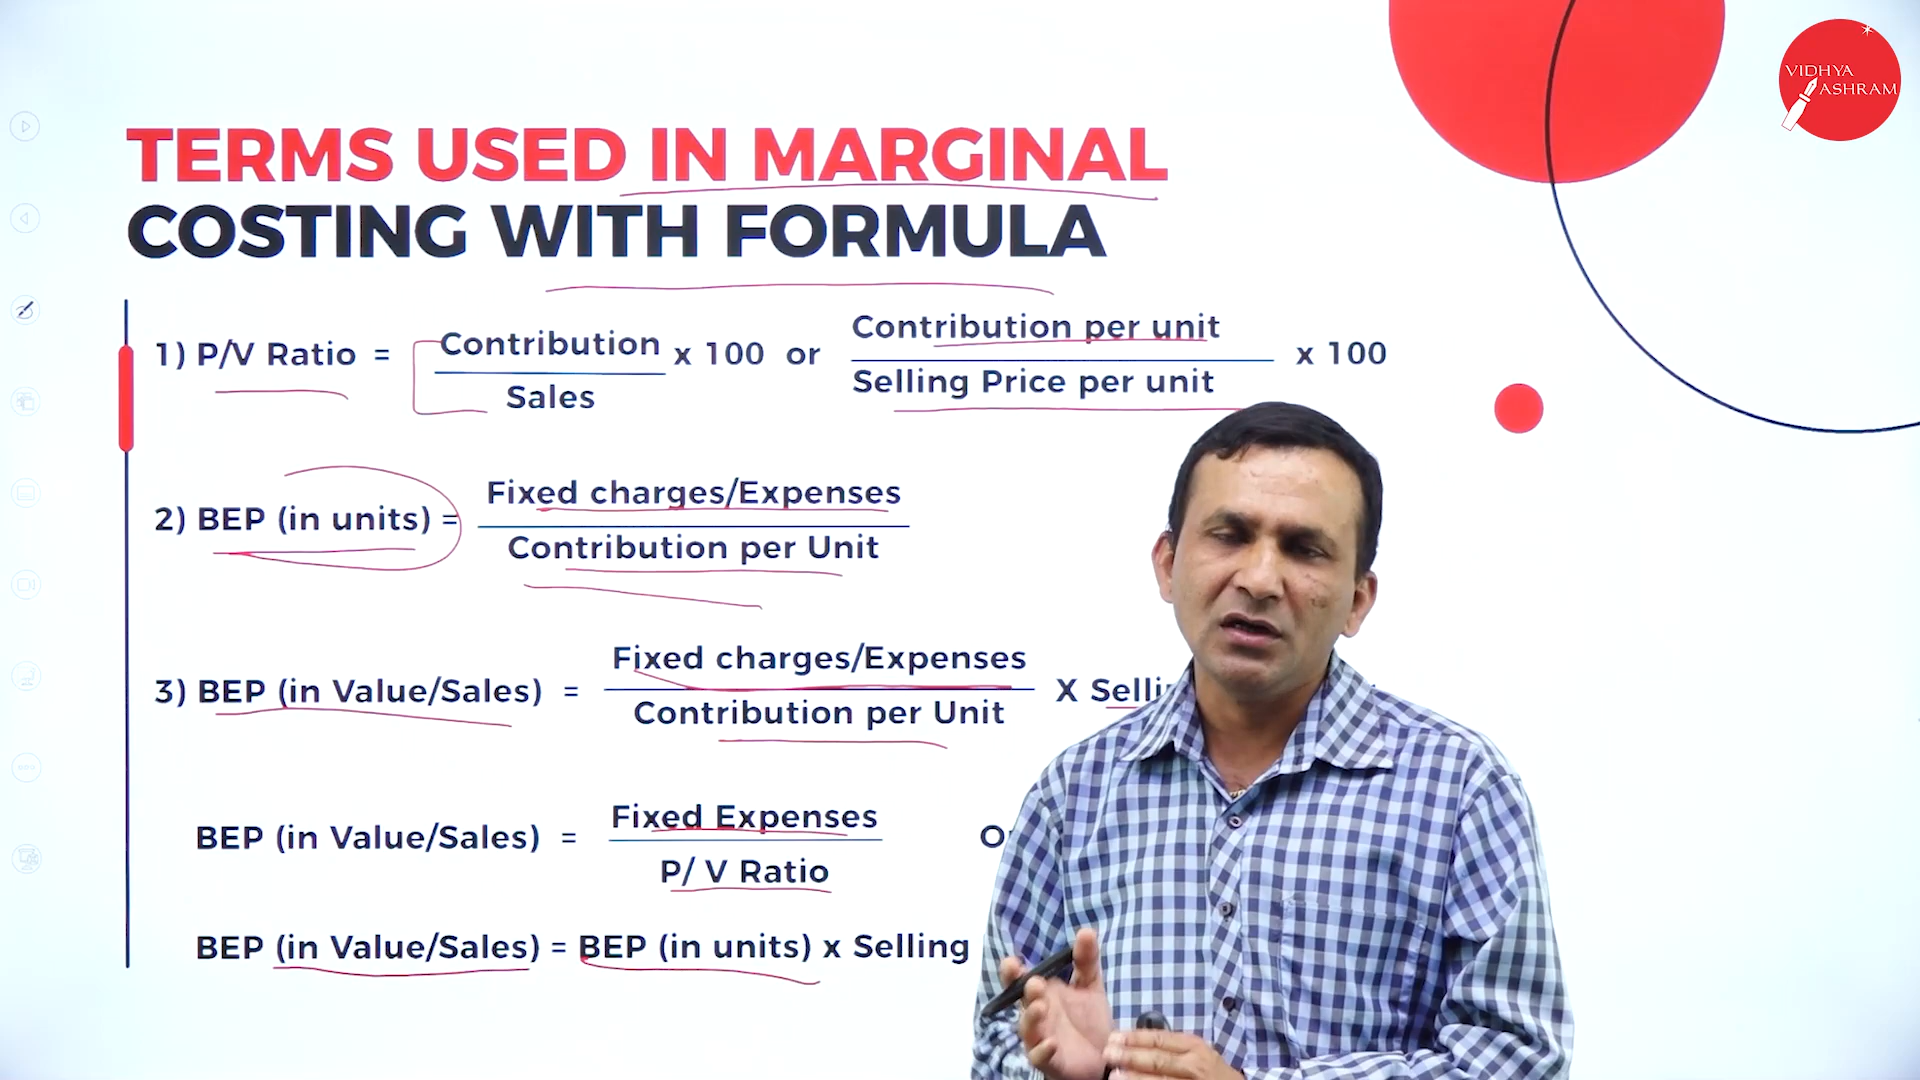 VIDHYA
ASHRAM
TERMS USED IN MARGINAL
COSTING WITH FORMULA
1) P/V Ratio = Contribution / Sales x 100 or Contribution per unit / Selling Price per unit x 100
2) BEP (in units) = Fixed charges/Expenses / Contribution per Unit
3) BEP (in Value/Sales) = Fixed charges/Expenses / Contribution per Unit X
BEP (in Value/Sales) = Fixed Expenses / P/ V Ratio
BEP (in Value/Sales) = BEP (in units) x Selling